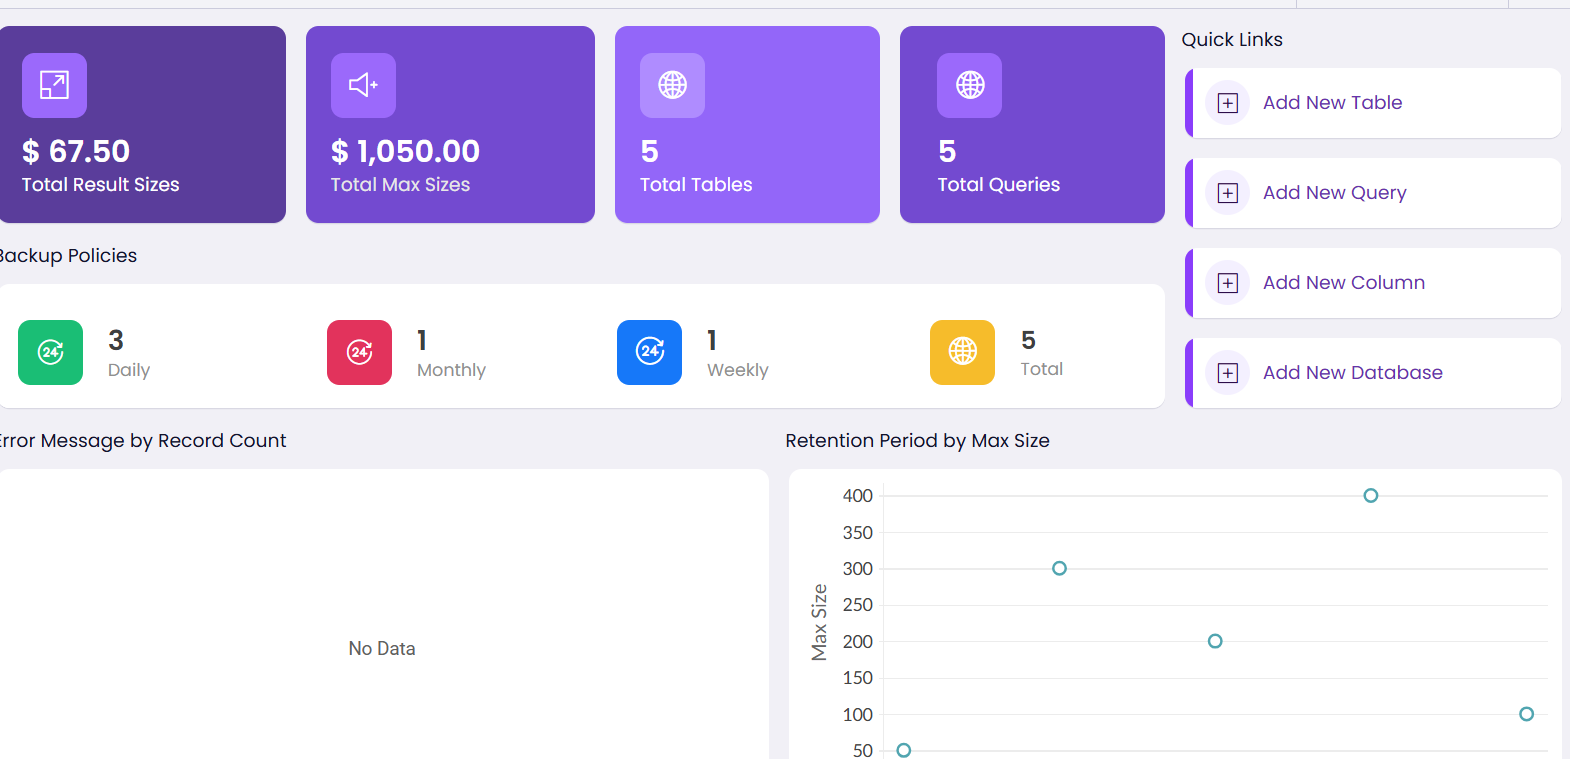 $ 67.50
Total Result Sizes
$ 1,050.00
Total Max Sizes
5
Total Tables
5
Total Queries
Quick Links
Add New Table
Add New Query
Add New Column
Add New Database
Backup Policies
24
3
Daily
24
1
Monthly
24
1
Weekly
5
Total
Error Message by Record Count
No Data
Retention Period by Max Size
Max Size
400
350
300
250
200
150
100
50